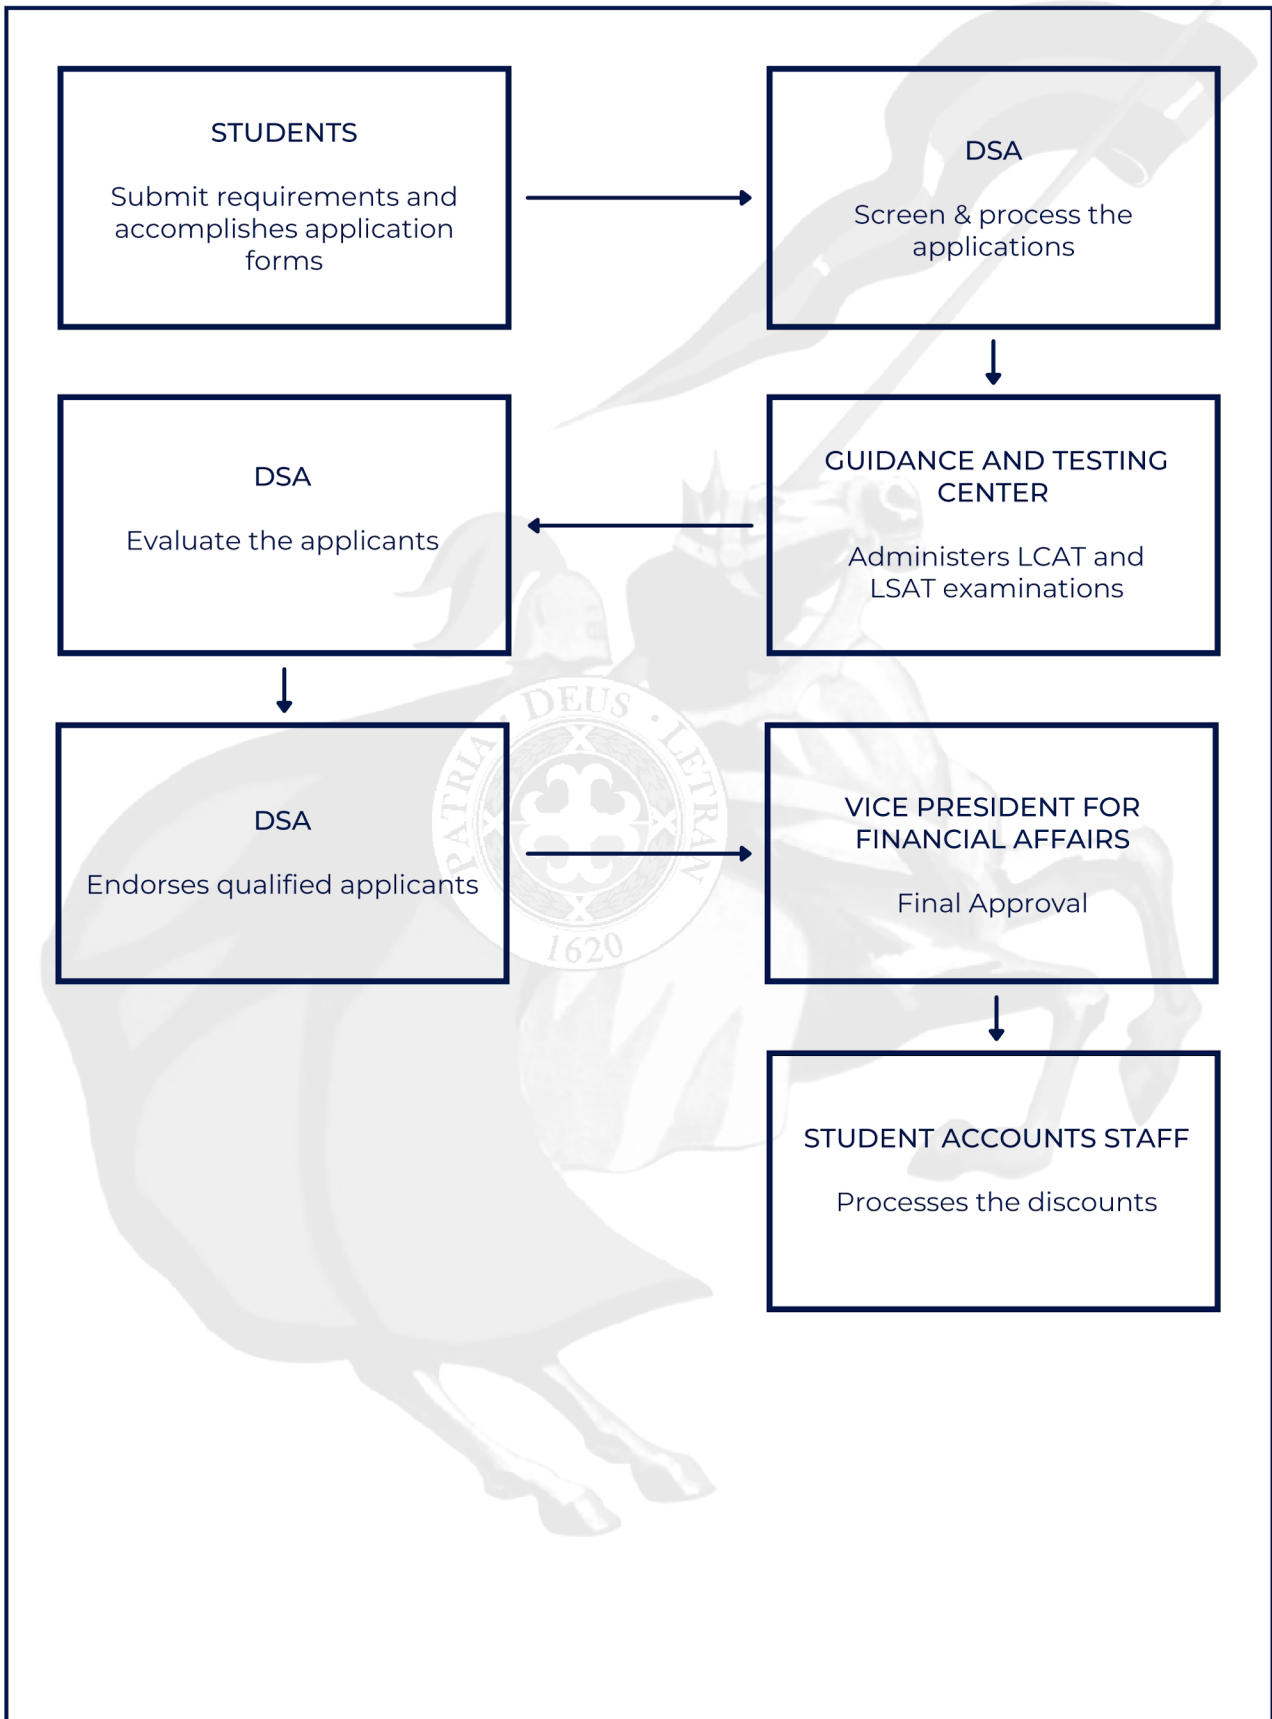 STUDENTS
Submit requirements and
accomplishes application
forms
DSA
Screen & process the
applications
GUIDANCE AND TESTING
CENTER
Administers LCAT and
LSAT examinations
DSA
Evaluate the applicants
DSA
Endorses qualified applicants
VICE PRESIDENT FOR
FINANCIAL AFFAIRS
Final Approval
STUDENT ACCOUNTS STAFF
Processes the discounts
PATRIA · DEUS · LETRAN
1620